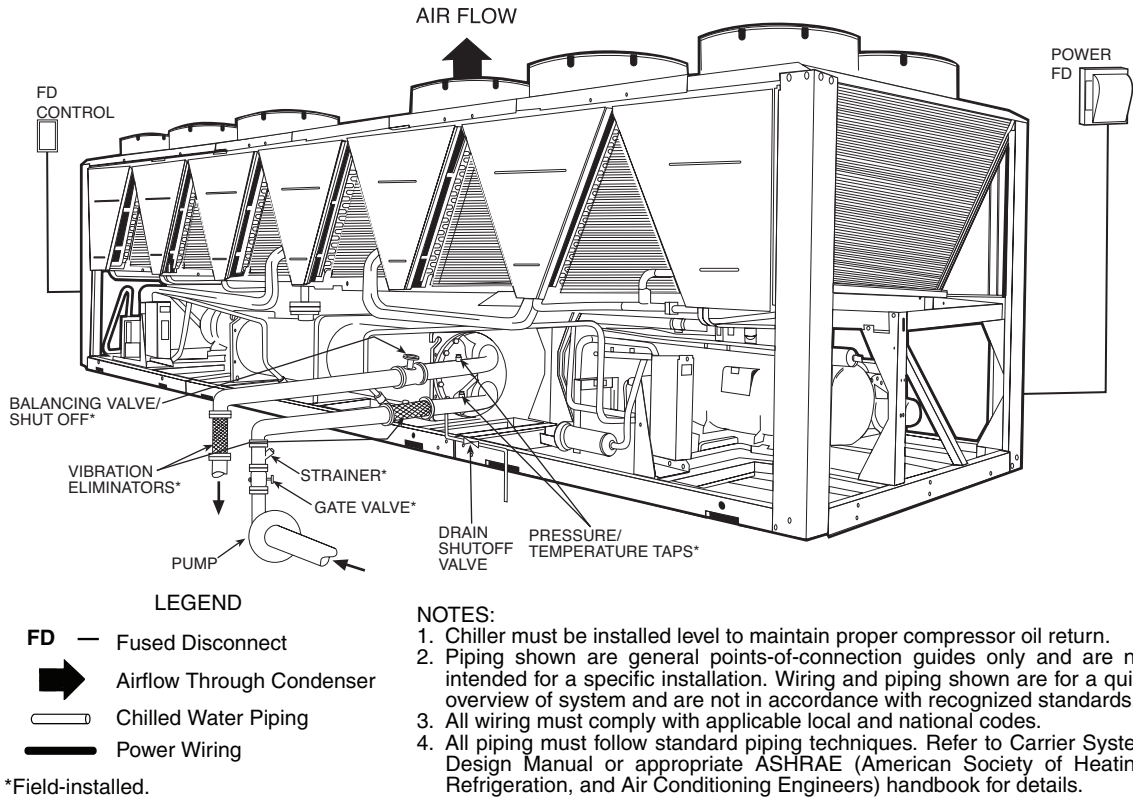 AIR FLOW
POWER
FD
FD
CONTROL
BALANCING VALVE/
SHUT OFF*
VIBRATION
ELIMINATORS*
STRAINER*
GATE VALVE*
PUMP
DRAIN
SHUTOFF
VALVE
PRESSURE/
TEMPERATURE TAPS*
LEGEND
FD — Fused Disconnect
Airflow Through Condenser
Chilled Water Piping
Power Wiring
*Field-installed.
NOTES:
1. Chiller must be installed level to maintain proper compressor oil return.
2. Piping shown are general points-of-connection guides only and are n
intended for a specific installation. Wiring and piping shown are for a qui
overview of system and are not in accordance with recognized standards
3. All wiring must comply with applicable local and national codes.
4. All piping must follow standard piping techniques. Refer to Carrier Syste
Design Manual or appropriate ASHRAE (American Society of Heatin
Refrigeration, and Air Conditioning Engineers) handbook for details.